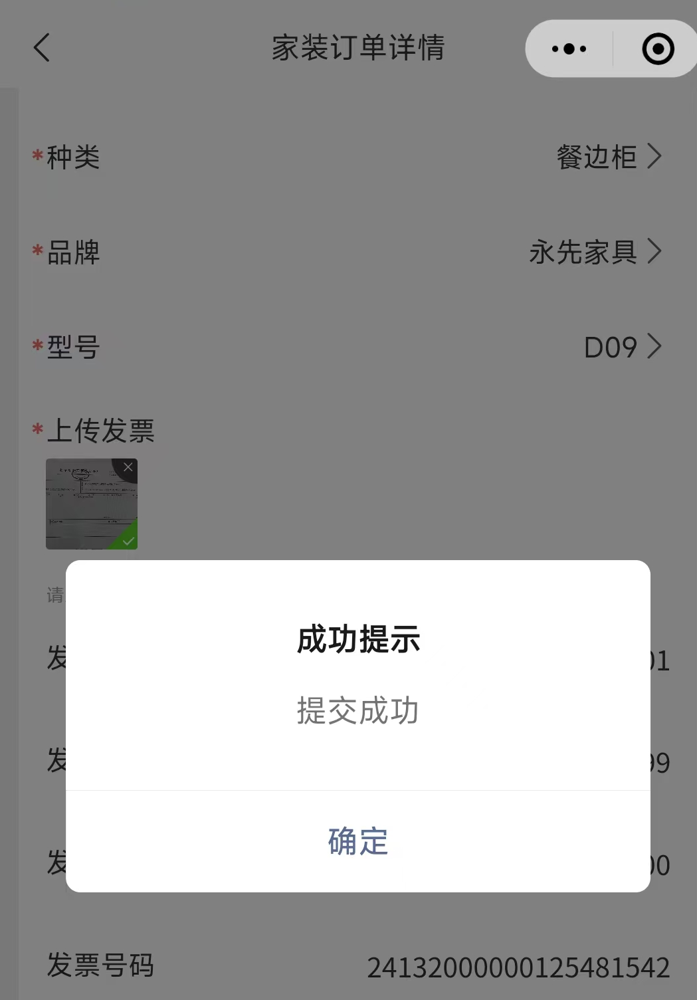 家装订单详情
*种类 餐边柜
*品牌 永先家具
*型号 D09
*上传发票
请
成功提示
发 01
提交成功
发 99
确定
发 00
发票号码 24132000000125481542